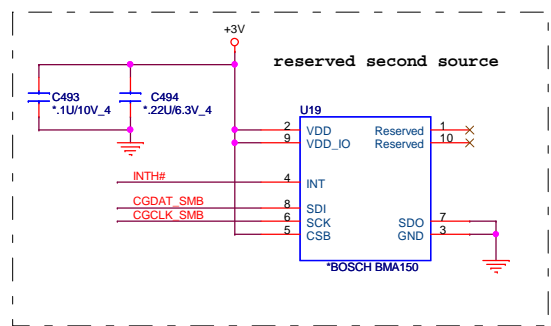 +3V
reserved second source
C493
*.1U/10V_4
C494
*.22U/6.3V_4
U19
2 VDD Reserved 1
9 VDD_IO Reserved 10
INTH# 4 INT
CGDAT_SMB 8 SDI
CGCLK_SMB 6 SCK SDO 7
5 CSB GND 3
*BOSCH BMA150